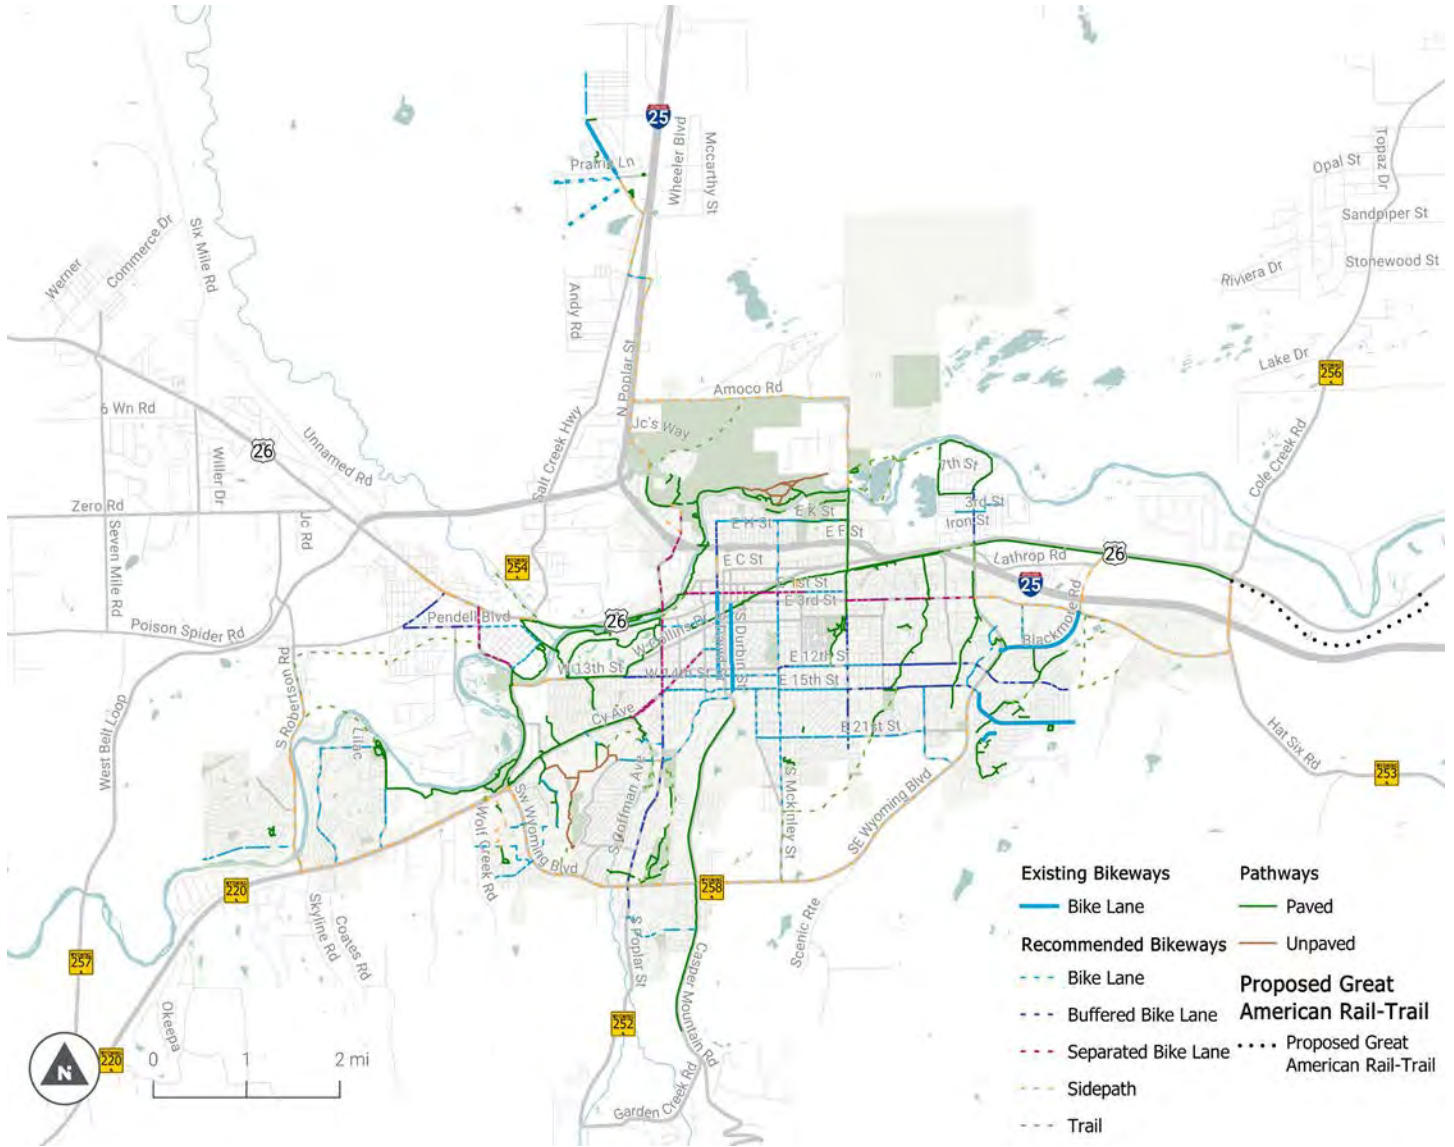 25
Prairie Ln
Wheeler Blvd
Mccarthy St
Topaz Dr
Opal St
Sandpiper St
Stonewood St
Riviera Dr
Werner
Commerce Dr
Six Mile Rd
Andy Rd
N Poplar St
Lake Dr
256
Amoco Rd
Jc's Way
6 Wn Rd
26
Unnamed Rd
Willer Dr
Salt Creek Hwy
Cole Creek Rd
7th St
Zero Rd
Seven Mile Rd
Jc Rd
3rd St
Iron St
E K St
E H St
E F St
E C St
Lathrop Rd
26
254
25
E 1st St
E 3rd St
Pendell Blvd
26
W Collins Dr
S Durbin St
Blackmore Rd
Poison Spider Rd
S Robertson Rd
W 13th St
W 14th St
E 12th S
E 15th St
West Belt Loop
Lilac
Cy Ave
E 21st St
Hat Six Rd
253
S Mckinley St
SE Wyoming Blvd
Sw Wyoming Blvd
S Coffman Ave
Wolf Creek Rd
220
258
Skyline Rd
Coates Rd
S Poplar St
Casper Mountain Rd
Scenic Rte
257
252
Okeepa
220
Garden Creek Rd
N
0 1 2 mi
Existing Bikeways
Bike Lane
Recommended Bikeways
Bike Lane
Buffered Bike Lane
Separated Bike Lane
Sidepath
Trail
Pathways
Paved
Unpaved
Proposed Great
American Rail-Trail
Proposed Great
American Rail-Trail